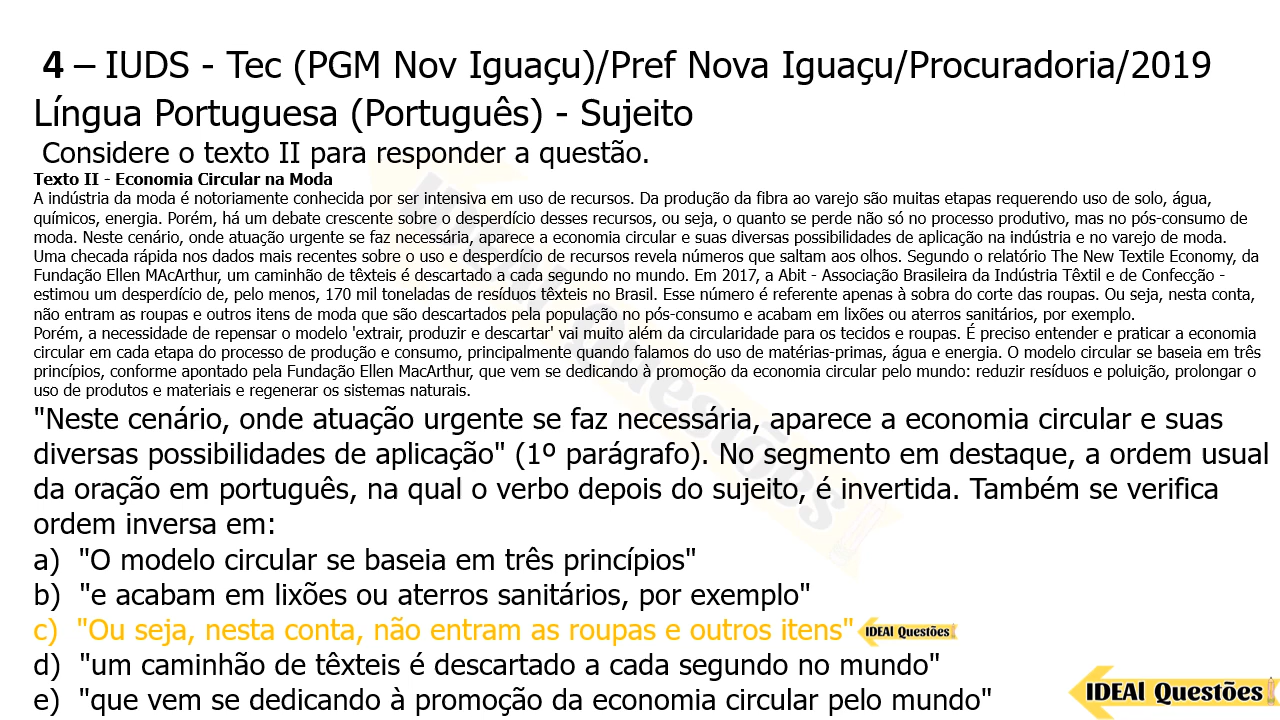 4 – IUDS - Tec (PGM Nov Iguaçu)/Pref Nova Iguaçu/Procuradoria/2019
Língua Portuguesa (Português) - Sujeito
Considere o texto II para responder a questão.
Texto II - Economia Circular na Moda
A indústria da moda é notoriamente conhecida por ser intensiva em uso de recursos. Da produção da fibra ao varejo são muitas etapas requerendo uso de solo, água,
químicos, energia. Porém, há um debate crescente sobre o desperdício desses recursos, ou seja, o quanto se perde não só no processo produtivo, mas no pós-consumo de
moda. Neste cenário, onde atuação urgente se faz necessária, aparece a economia circular e suas diversas possibilidades de aplicação na indústria e no varejo de moda.
Uma checada rápida nos dados mais recentes sobre o uso e desperdício de recursos revela números que saltam aos olhos. Segundo o relatório The New Textile Economy, da
Fundação Ellen MAcArthur, um caminhão de têxteis é descartado a cada segundo no mundo. Em 2017, a Abit - Associação Brasileira da Indústria Têxtil e de Confecção -
estimou um desperdício de, pelo menos, 170 mil toneladas de resíduos têxteis no Brasil. Esse número é referente apenas à sobra do corte das roupas. Ou seja, nesta conta,
não entram as roupas e outros itens de moda que são descartados pela população no pós-consumo e acabam em lixões ou aterros sanitários, por exemplo.
Porém, a necessidade de repensar o modelo 'extrair, produzir e descartar' vai muito além da circularidade para os tecidos e roupas. É preciso entender e praticar a economia
circular em cada etapa do processo de produção e consumo, principalmente quando falamos do uso de matérias-primas, água e energia. O modelo circular se baseia em três
princípios, conforme apontado pela Fundação Ellen MacArthur, que vem se dedicando à promoção da economia circular pelo mundo: reduzir resíduos e poluição, prolongar o
uso de produtos e materiais e regenerar os sistemas naturais.
"Neste cenário, onde atuação urgente se faz necessária, aparece a economia circular e suas
diversas possibilidades de aplicação" (1º parágrafo). No segmento em destaque, a ordem usual
da oração em português, na qual o verbo depois do sujeito, é invertida. Também se verifica
ordem inversa em:
a) "O modelo circular se baseia em três princípios"
b) "e acabam em lixões ou aterros sanitários, por exemplo"
c) "Ou seja, nesta conta, não entram as roupas e outros itens" IDEAl Questões
d) "um caminhão de têxteis é descartado a cada segundo no mundo"
e) "que vem se dedicando à promoção da economia circular pelo mundo"
IDEAl Questões